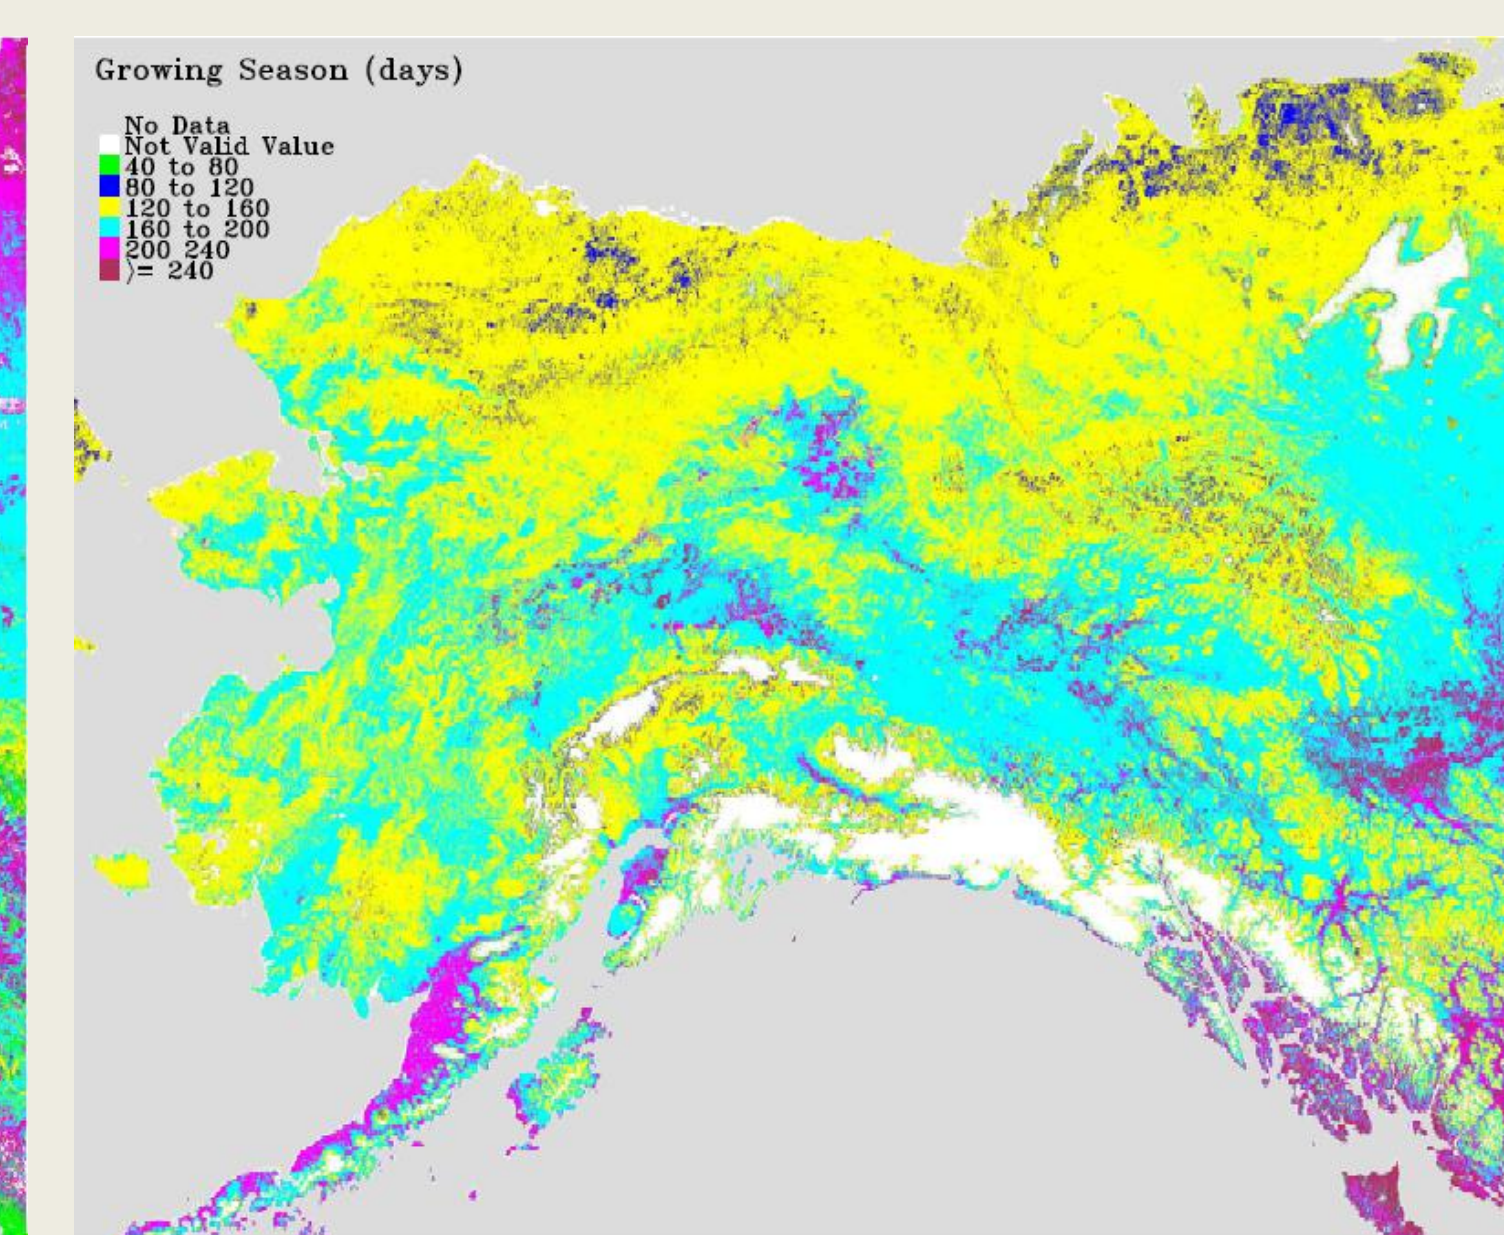 Growing Season (days)
No Data
Not Valid Value
40 to 80
80 to 120
120 to 160
160 to 200
200 240
>= 240